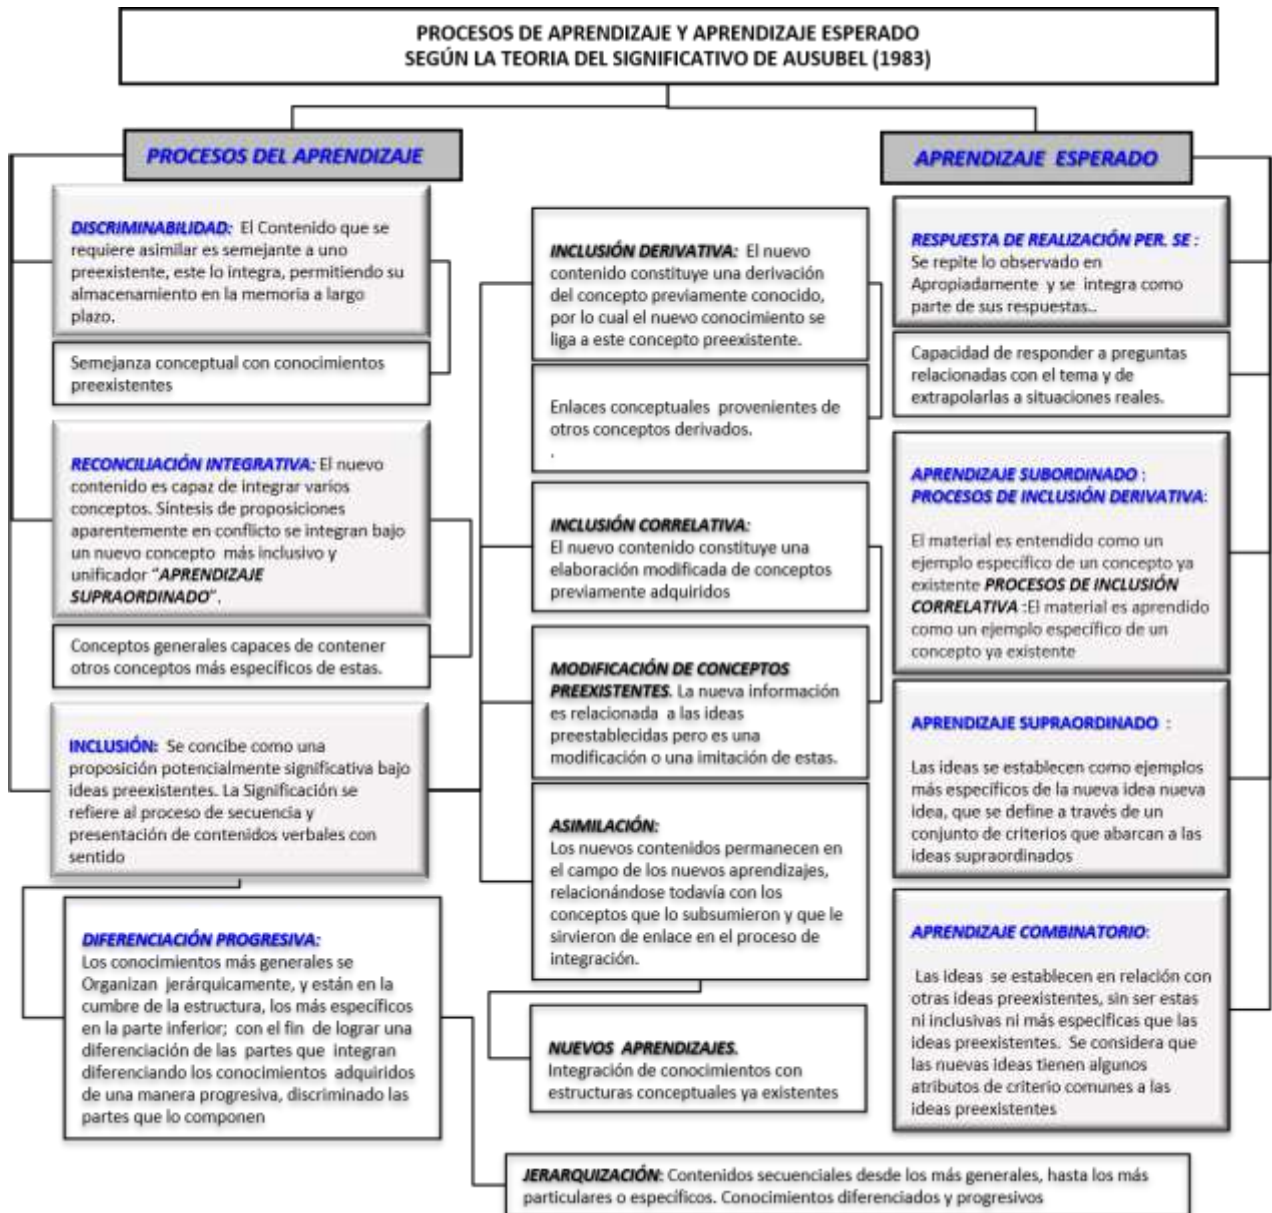 PROCESOS DE APRENDIZAJE Y APRENDIZAJE ESPERADO
SEGÚN LA TEORIA DEL SIGNIFICATIVO DE AUSUBEL (1983)
PROCESOS DEL APRENDIZAJE
DISCRIMINABILIDAD: El Contenido que se
requiere asimilar es semejante a uno
preexistente, este lo integra, permitiendo su
almacenamiento en la memoria a largo
plazo.
Semejanza conceptual con conocimientos
preexistentes
RECONCILIACIÓN INTEGRATIVA: El nuevo
contenido es capaz de integrar varios
conceptos. Síntesis de proposiciones
aparentemente en conflicto se integran bajo
un nuevo concepto más inclusivo y
unificador "APRENDIZAJE
SUPRAORDINADO".
Conceptos generales capaces de contener
otros conceptos más específicos de estas.
INCLUSIÓN: Se concibe como una
proposición potencialmente significativa bajo
ideas preexistentes. La Significación se
refiere al proceso de secuencia y
presentación de contenidos verbales con
sentido
DIFERENCIACIÓN PROGRESIVA:
Los conocimientos más generales se
Organizan jerárquicamente, y están en la
cumbre de la estructura, los más específicos
en la parte inferior; con el fin de lograr una
diferenciación de las partes que integran
diferenciando los conocimientos adquiridos
de una manera progresiva, discriminado las
partes que lo componen
INCLUSIÓN DERIVATIVA: El nuevo
contenido constituye una derivación
del concepto previamente conocido,
por lo cual el nuevo conocimiento se
liga a este concepto preexistente.
Enlaces conceptuales provenientes de
otros conceptos derivados.
.
INCLUSIÓN CORRELATIVA:
El nuevo contenido constituye una
elaboración modificada de conceptos
previamente adquiridos
MODIFICACIÓN DE CONCEPTOS
PREEXISTENTES. La nueva información
es relacionada a las ideas
preestablecidas pero es una
modificación o una imitación de estas.
ASIMILACIÓN:
Los nuevos contenidos permanecen en
el campo de los nuevos aprendizajes,
relacionándose todavía con los
conceptos que lo subsumieron y que le
sirvieron de enlace en el proceso de
integración.
NUEVOS APRENDIZAJES.
Integración de conocimientos con
estructuras conceptuales ya existentes
JERARQUIZACIÓN: Contenidos secuenciales desde los más generales, hasta los más
particulares o específicos. Conocimientos diferenciados y progresivos
APRENDIZAJE ESPERADO
RESPUESTA DE REALIZACIÓN PER. SE :
Se repite lo observado en
Apropiadamente y se integra como
parte de sus respuestas..
Capacidad de responder a preguntas
relacionadas con el tema y de
extrapolarlas a situaciones reales.
APRENDIZAJE SUBORDINADO :
PROCESOS DE INCLUSIÓN DERIVATIVA:
El material es entendido como un
ejemplo específico de un concepto ya
existente PROCESOS DE INCLUSIÓN
CORRELATIVA :El material es aprendido
como un ejemplo específico de un
concepto ya existente
APRENDIZAJE SUPRAORDINADO :
Las ideas se establecen como ejemplos
más específicos de la nueva idea nueva
idea, que se define a través de un
conjunto de criterios que abarcan a las
ideas supraordinados
APRENDIZAJE COMBINATORIO:
Las ideas se establecen en relación con
otras ideas preexistentes, sin ser estas
ni inclusivas ni más especificas que las
ideas preexistentes. Se considera que
las nuevas ideas tienen algunos
atributos de criterio comunes a las
ideas preexistentes